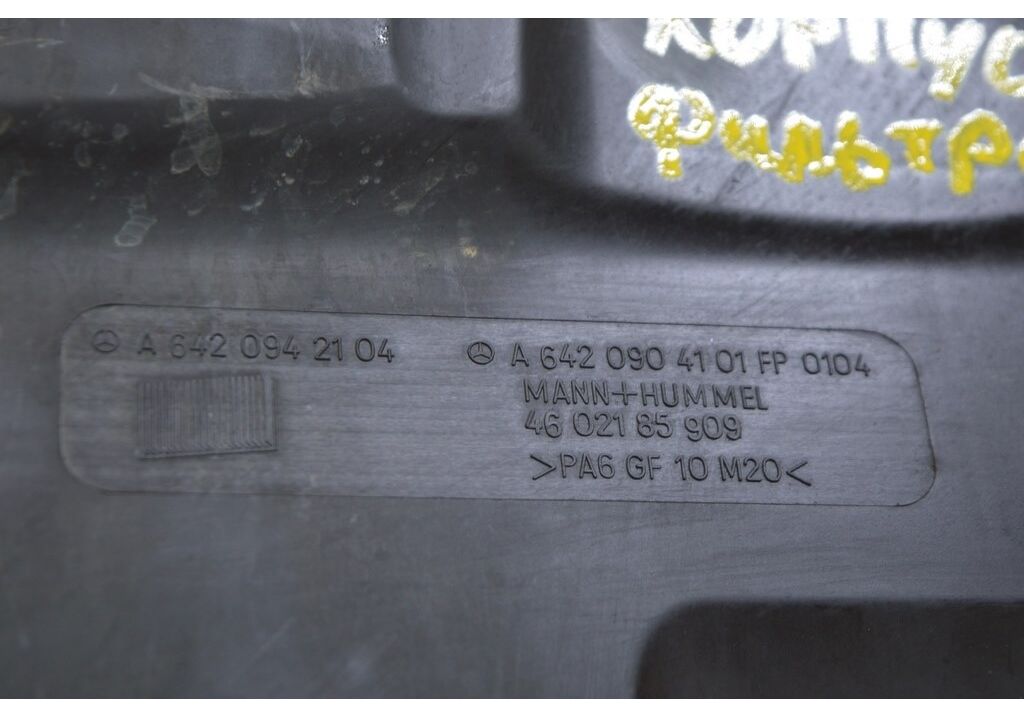 корпус
фильтра
A 642 094 21 04
A 642 090 41 01 FP 0104
MANN+HUMMEL
46 021 85 909
>PA6 GF 10 M20<